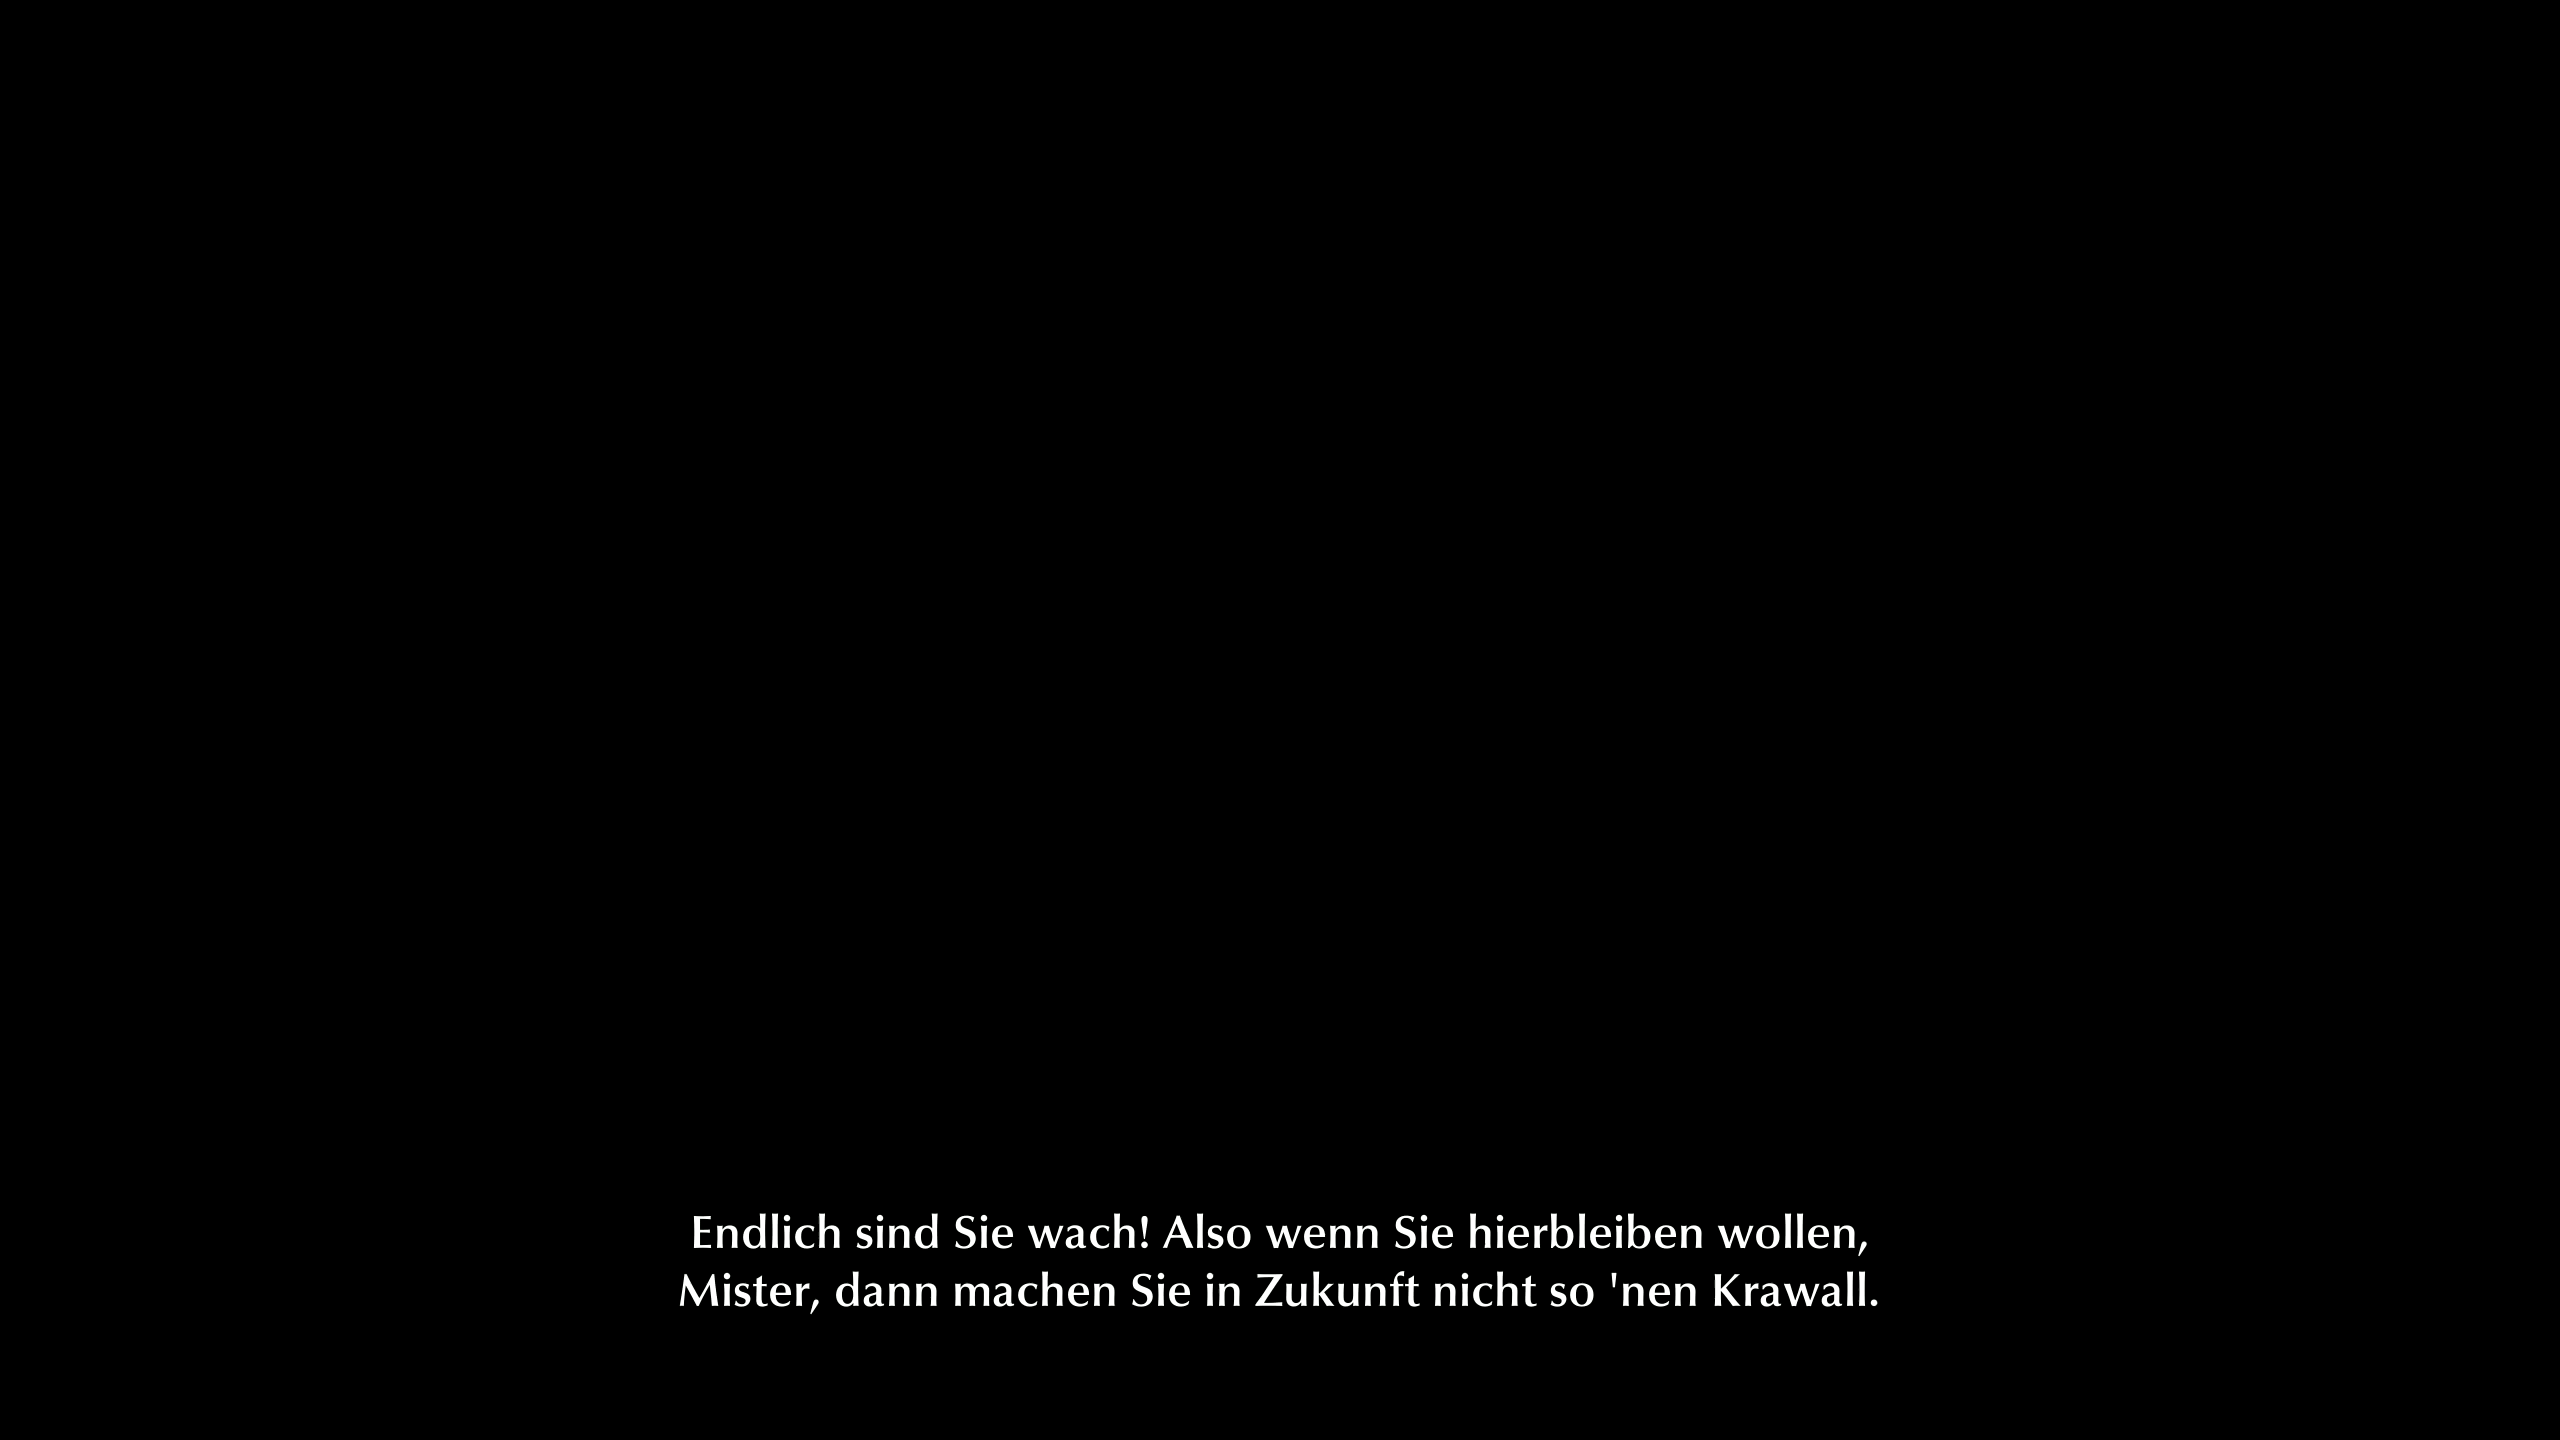 Endlich sind Sie wach! Also wenn Sie hierbleiben wollen,
Mister, dann machen Sie in Zukunft nicht so 'nen Krawall.